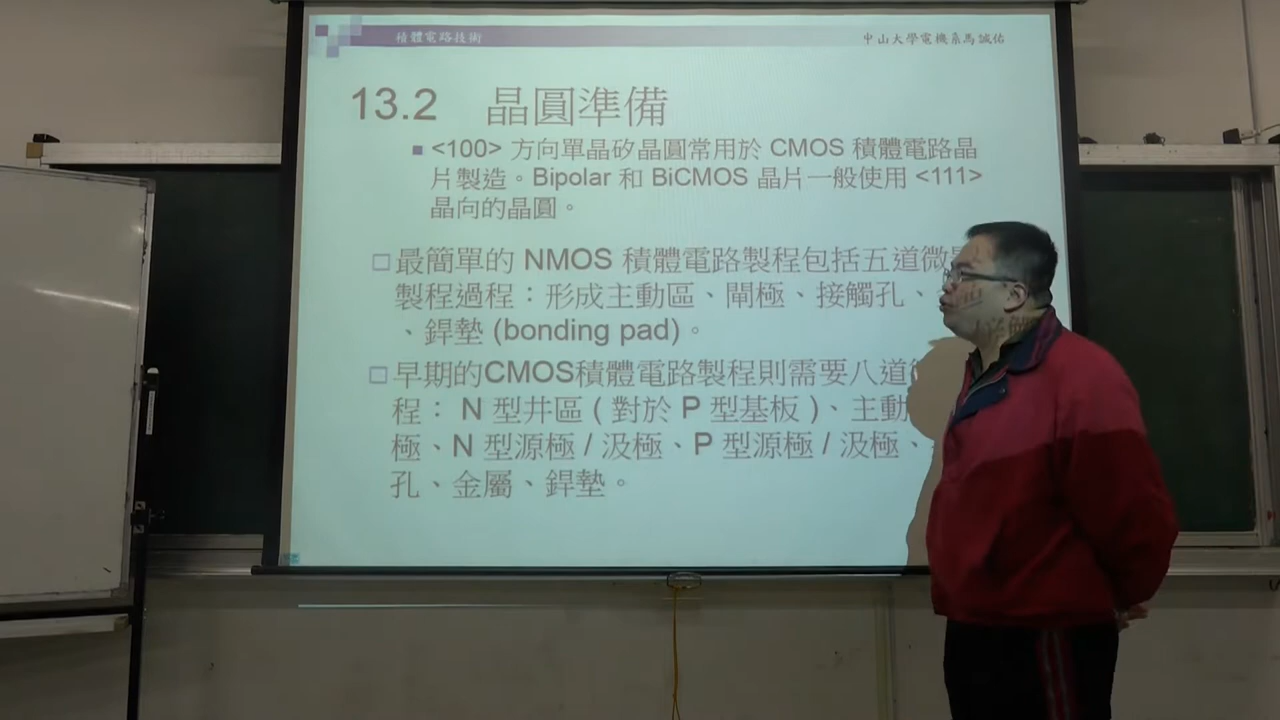 積體電路技術
中山大學電機系馬誠佑
13.2 晶圓準備
<100> 方向單晶矽晶圓常用於 CMOS 積體電路晶
片製造。Bipolar 和 BiCMOS 晶片一般使用 <111>
晶向的晶圓。
最簡單的 NMOS 積體電路製程包括五道微
製程過程：形成主動區、閘極、接觸孔、
、銲墊 (bonding pad)。
早期的CMOS積體電路製程則需要八道
程： N 型井區 ( 對於 P 型基板 )、主動
極、N 型源極 / 汲極、P 型源極 / 汲極、
孔、金屬、銲墊。